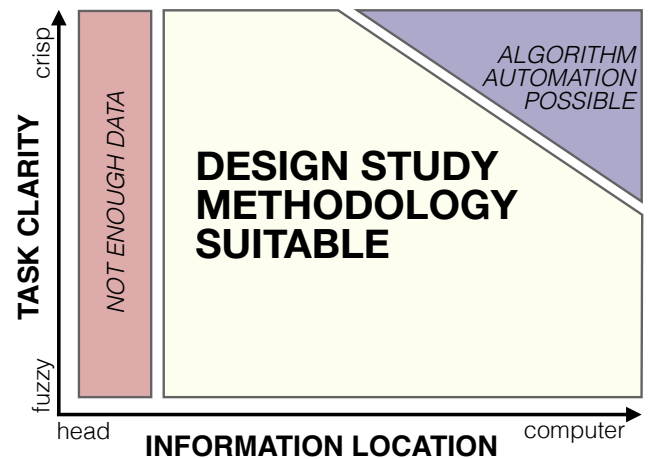 TASK CLARITY
crisp
fuzzy
NOT ENOUGH DATA
DESIGN STUDY
METHODOLOGY
SUITABLE
ALGORITHM
AUTOMATION
POSSIBLE
head
computer
INFORMATION LOCATION